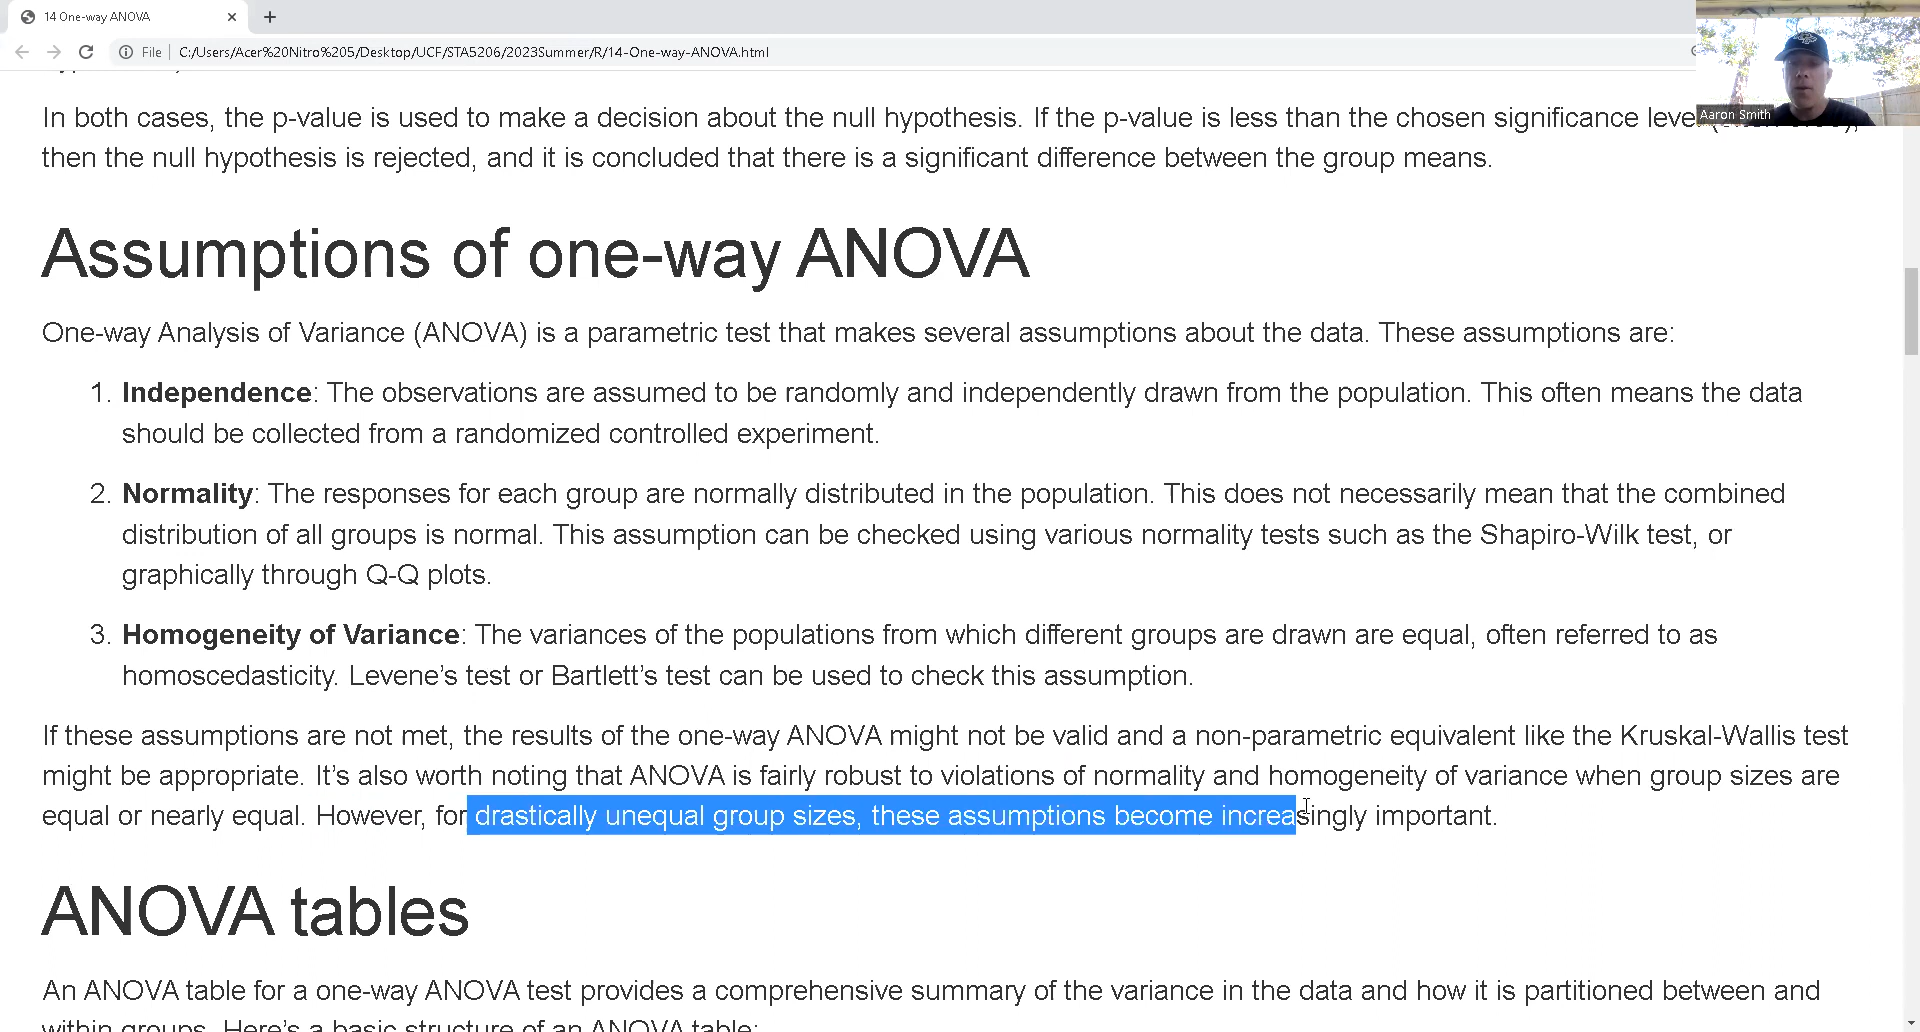 14 One-way ANOVA
File | C:/Users/Acer%20Nitro%205/Desktop/UCF/STA5206/2023Summer/R/14-One-way-ANOVA.html
In both cases, the p-value is used to make a decision about the null hypothesis. If the p-value is less than the chosen significance
Aaron Smith
then the null hypothesis is rejected, and it is concluded that there is a significant difference between the group means.
Assumptions of one-way ANOVA
One-way Analysis of Variance (ANOVA) is a parametric test that makes several assumptions about the data. These assumptions are:
1. Independence: The observations are assumed to be randomly and independently drawn from the population. This often means the data
should be collected from a randomized controlled experiment.
2. Normality: The responses for each group are normally distributed in the population. This does not necessarily mean that the combined
distribution of all groups is normal. This assumption can be checked using various normality tests such as the Shapiro-Wilk test, or
graphically through Q-Q plots.
3. Homogeneity of Variance: The variances of the populations from which different groups are drawn are equal, often referred to as
homoscedasticity. Levene’s test or Bartlett’s test can be used to check this assumption.
If these assumptions are not met, the results of the one-way ANOVA might not be valid and a non-parametric equivalent like the Kruskal-Wallis test
might be appropriate. It’s also worth noting that ANOVA is fairly robust to violations of normality and homogeneity of variance when group sizes are
equal or nearly equal. However, for drastically unequal group sizes, these assumptions become increasingly important.
ANOVA tables
An ANOVA table for a one-way ANOVA test provides a comprehensive summary of the variance in the data and how it is partitioned between and
within groups. Here’s a basic structure of an ANOVA table: